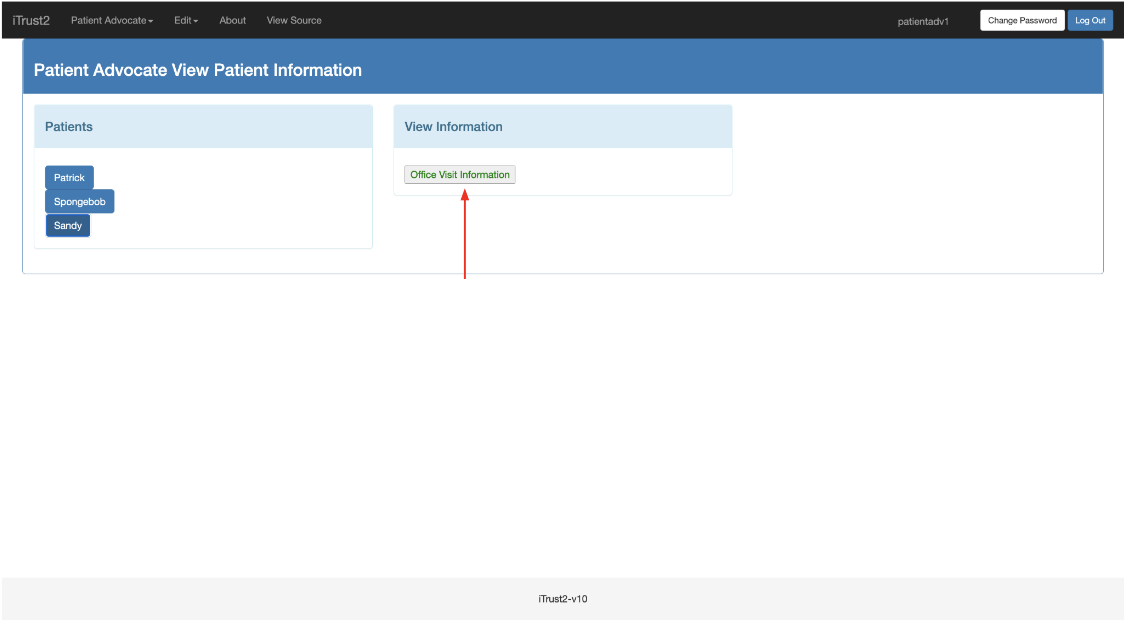 iTrust2 Patient Advocate Edit About View Source patientadv1 Change Password Log Out
Patient Advocate View Patient Information
Patients
Patrick
Spongebob
Sandy
View Information
Office Visit Information
iTrust2-v10